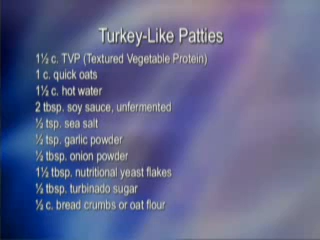 Turkey-Like Patties
1½ c. TVP (Textured Vegetable Protein)
1 c. quick oats
1½ c. hot water
2 tbsp. soy sauce, unfermented
½ tsp. sea salt
½ tsp. garlic powder
½ tbsp. onion powder
1½ tbsp. nutritional yeast flakes
½ tbsp. turbinado sugar
½ c. bread crumbs or oat flour